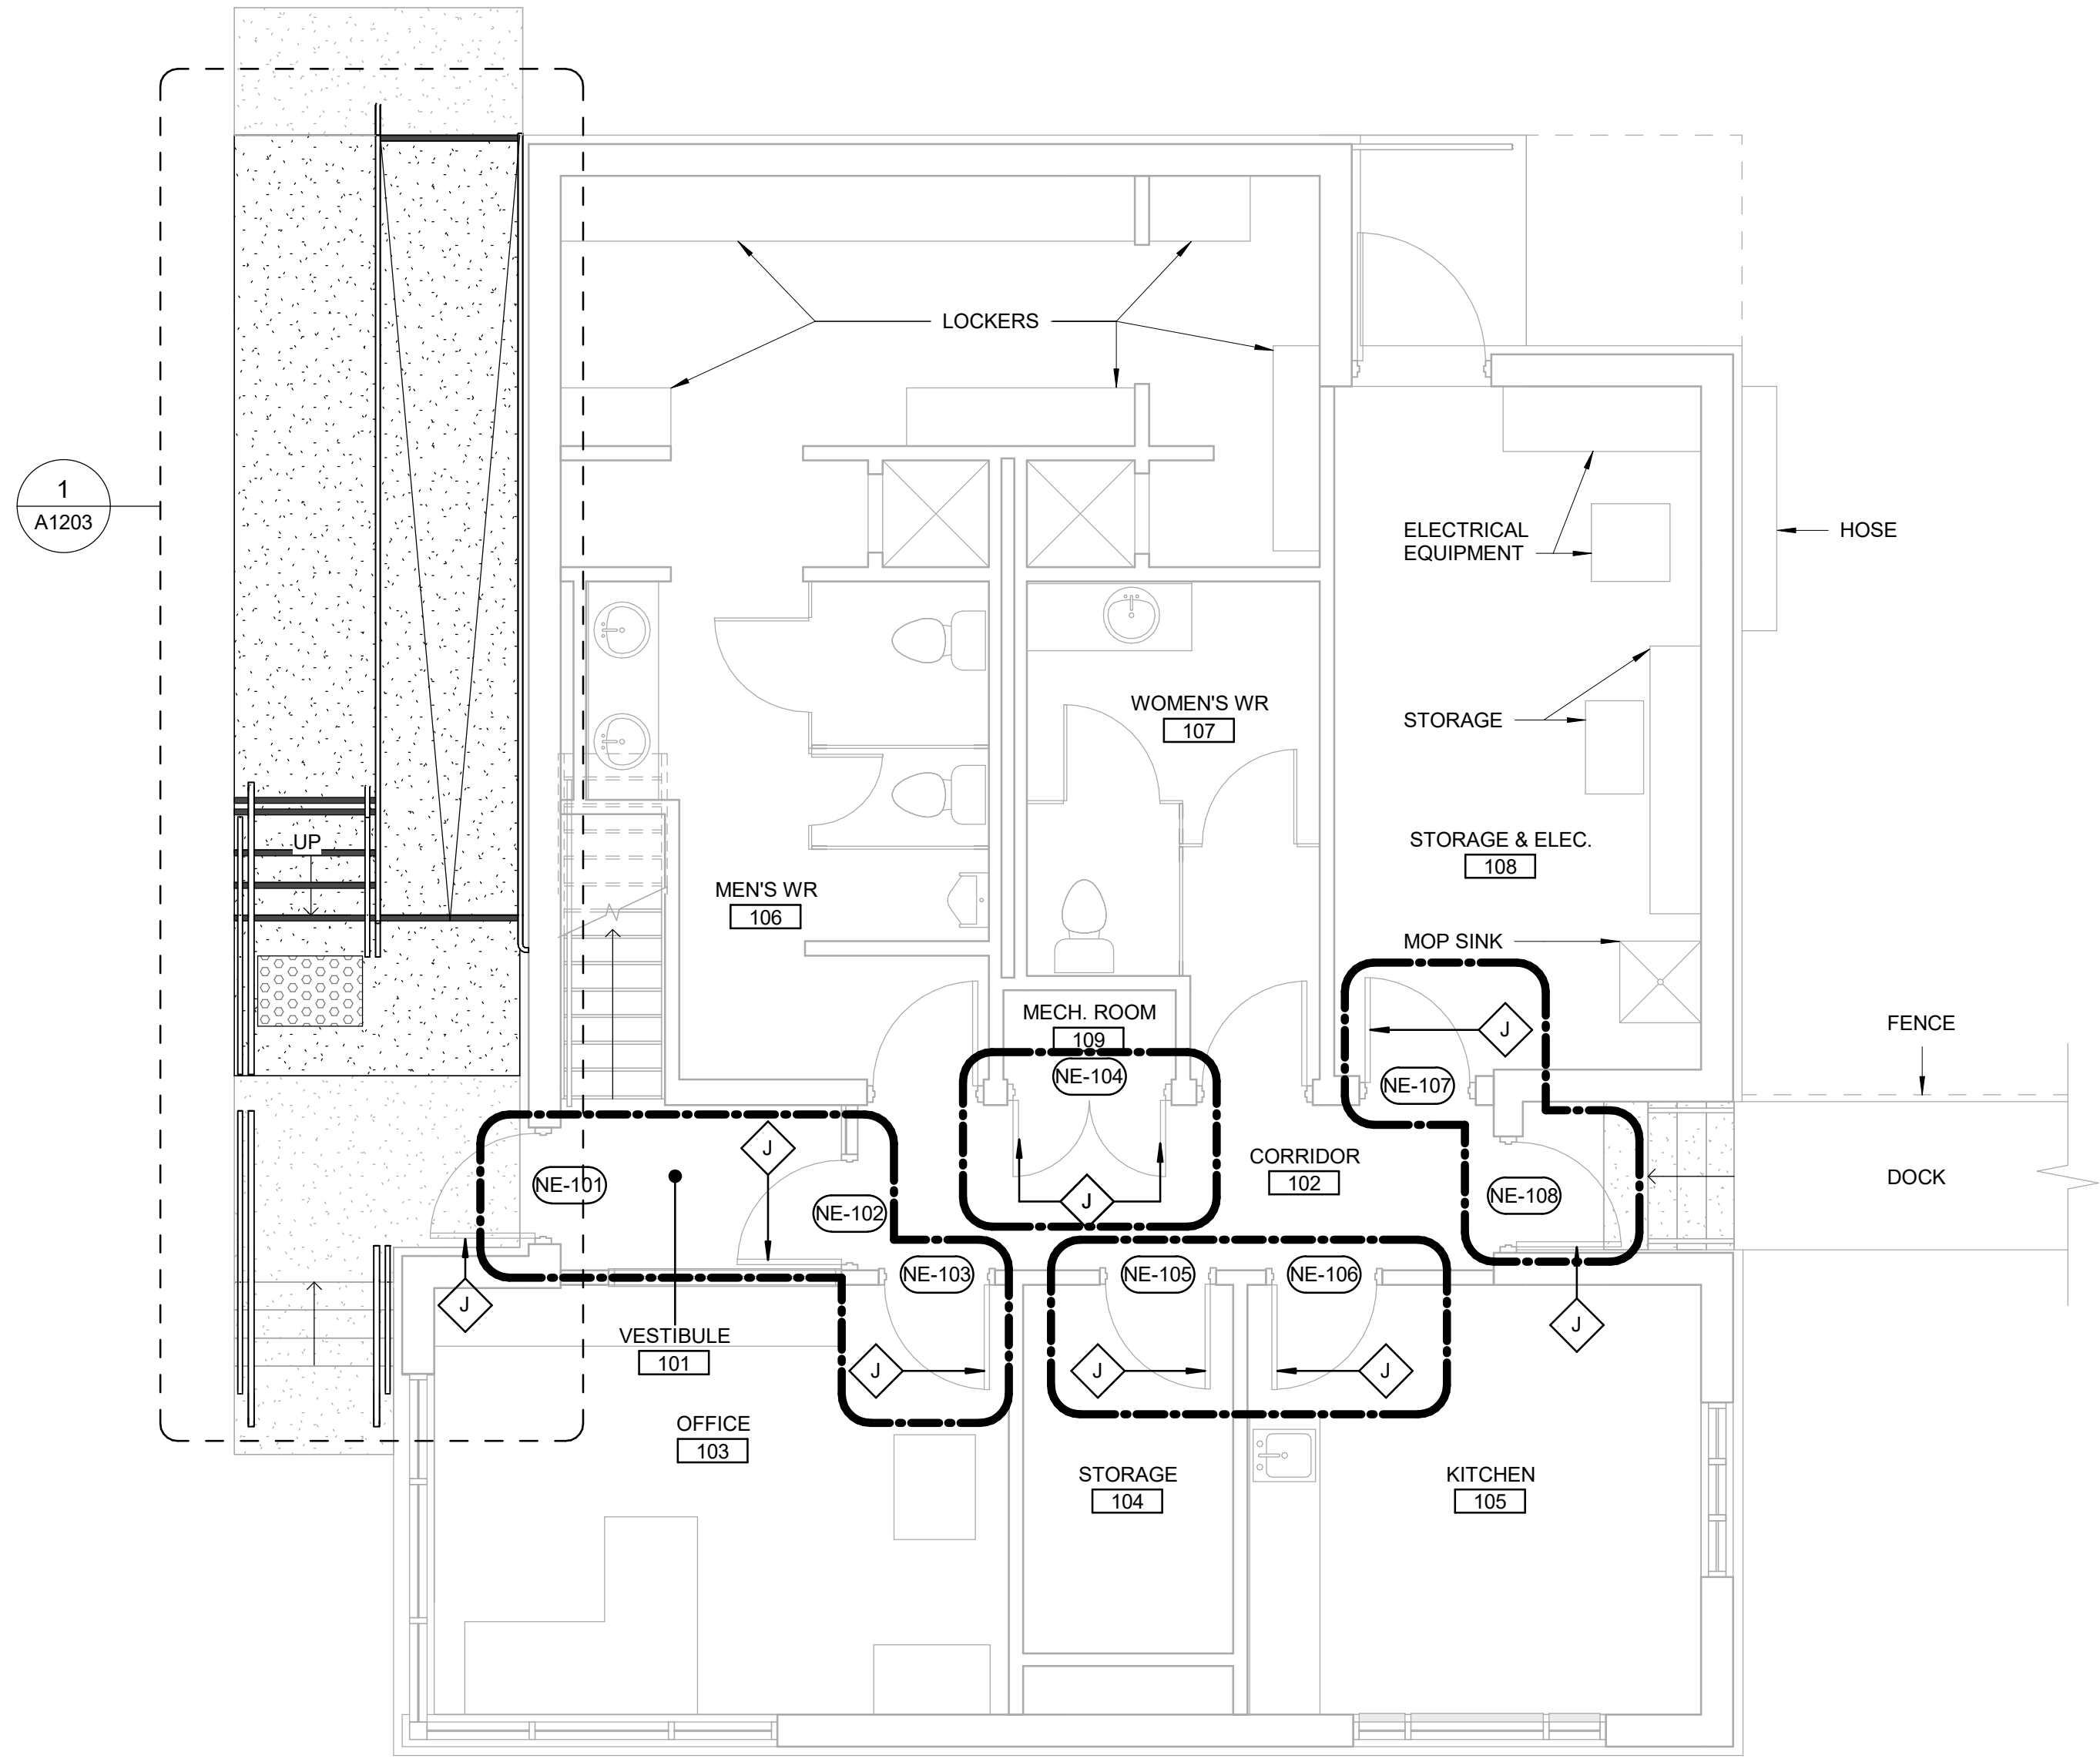 LOCKERS
1
A1203
ELECTRICAL
EQUIPMENT
HOSE
WOMEN'S WR
107
STORAGE
UP
STORAGE & ELEC.
108
MEN'S WR
106
MOP SINK
MECH. ROOM
109
NE-104
J
FENCE
NE-107
J
CORRIDOR
102
NE-101
NE-102
J
NE-108
DOCK
NE-103
NE-105
NE-106
J
J
VESTIBULE
101
J
J
J
OFFICE
103
STORAGE
104
KITCHEN
105